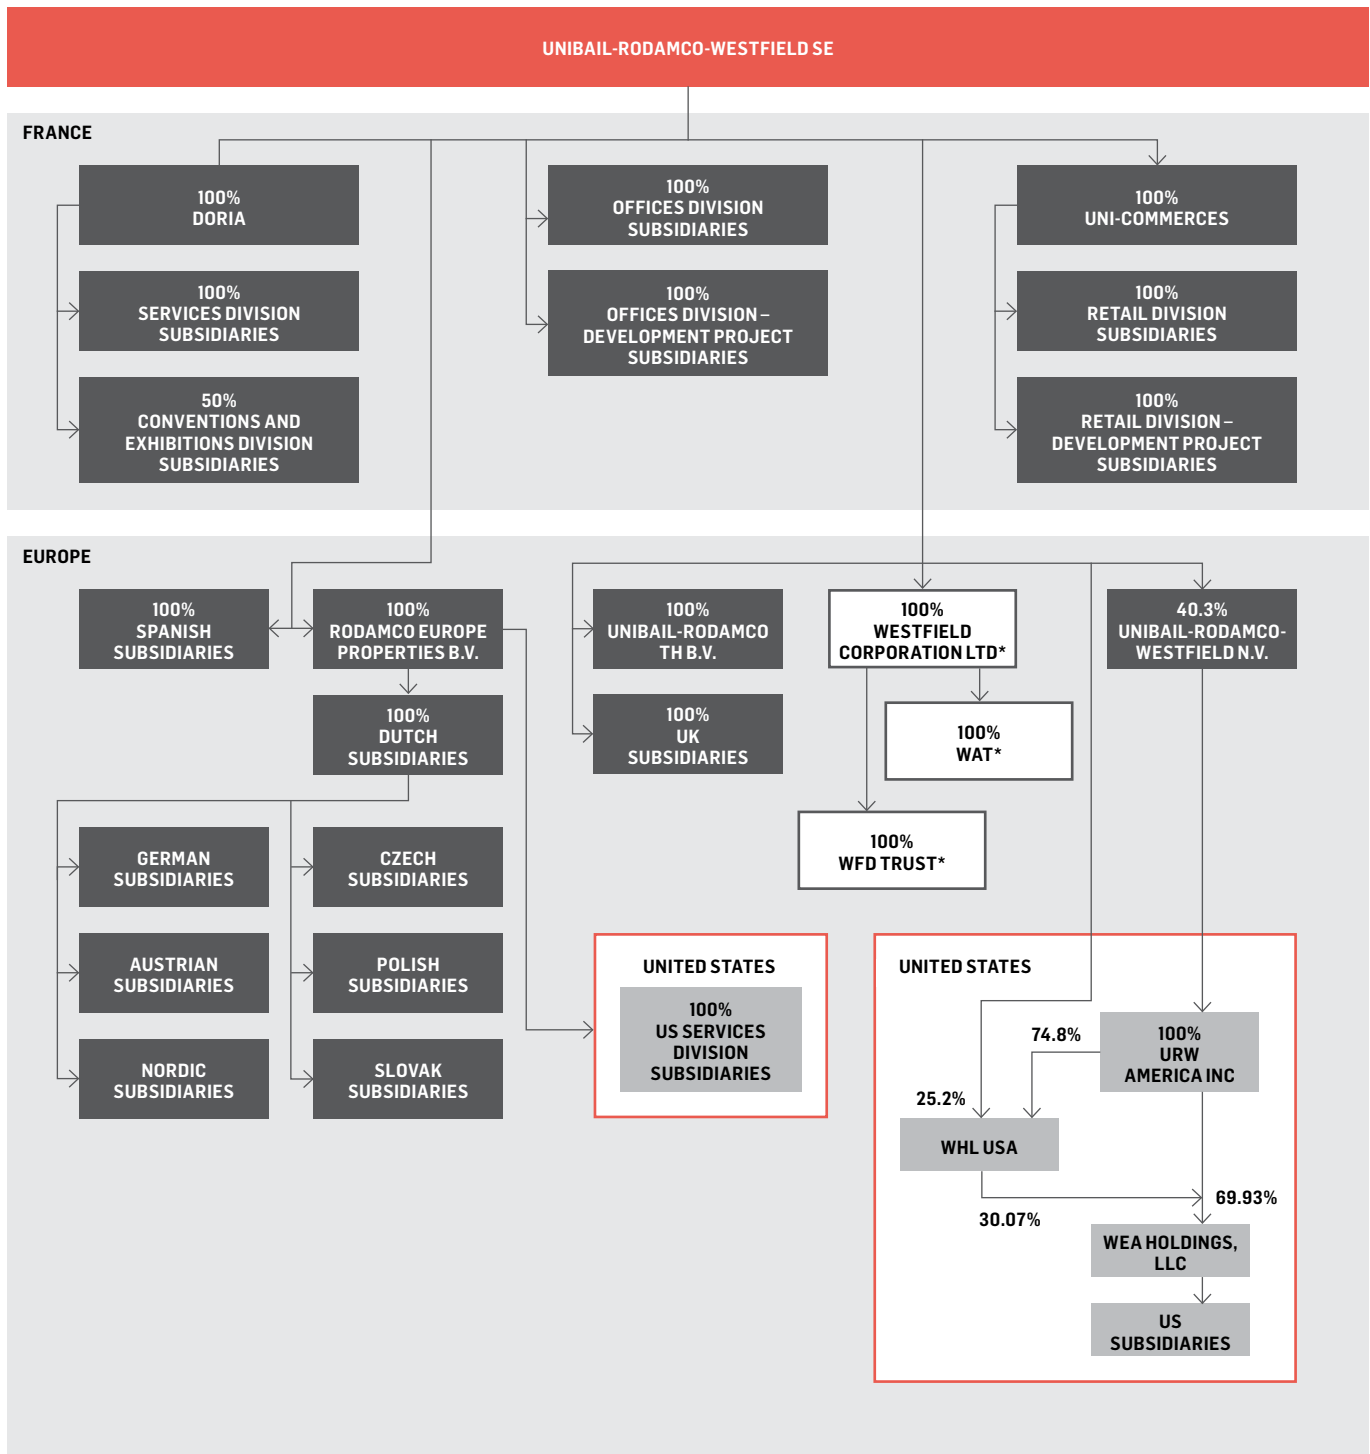 UNIBAIL-RODAMCO-WESTFIELD SE
FRANCE
100%
DORIA
100%
SERVICES DIVISION
SUBSIDIARIES
50%
CONVENTIONS AND
EXHIBITIONS DIVISION
SUBSIDIARIES
100%
OFFICES DIVISION
SUBSIDIARIES
100%
OFFICES DIVISION –
DEVELOPMENT PROJECT
SUBSIDIARIES
100%
UNI-COMMERCES
100%
RETAIL DIVISION
SUBSIDIARIES
100%
RETAIL DIVISION –
DEVELOPMENT PROJECT
SUBSIDIARIES
EUROPE
100%
SPANISH
SUBSIDIARIES
100%
RODAMCO EUROPE
PROPERTIES B.V.
100%
DUTCH
SUBSIDIARIES
GERMAN
SUBSIDIARIES
CZECH
SUBSIDIARIES
AUSTRIAN
SUBSIDIARIES
POLISH
SUBSIDIARIES
NORDIC
SUBSIDIARIES
SLOVAK
SUBSIDIARIES
100%
UNIBAIL-RODAMCO
TH B.V.
100%
UK
SUBSIDIARIES
100%
WESTFIELD
CORPORATION LTD*
100%
WAT*
100%
WFD TRUST*
40.3%
UNIBAIL-RODAMCO-
WESTFIELD N.V.
UNITED STATES
100%
US SERVICES
DIVISION
SUBSIDIARIES
UNITED STATES
100%
URW
AMERICA INC
74.8%
25.2%
WHL USA
69.93%
30.07%
WEA HOLDINGS,
LLC
US
SUBSIDIARIES